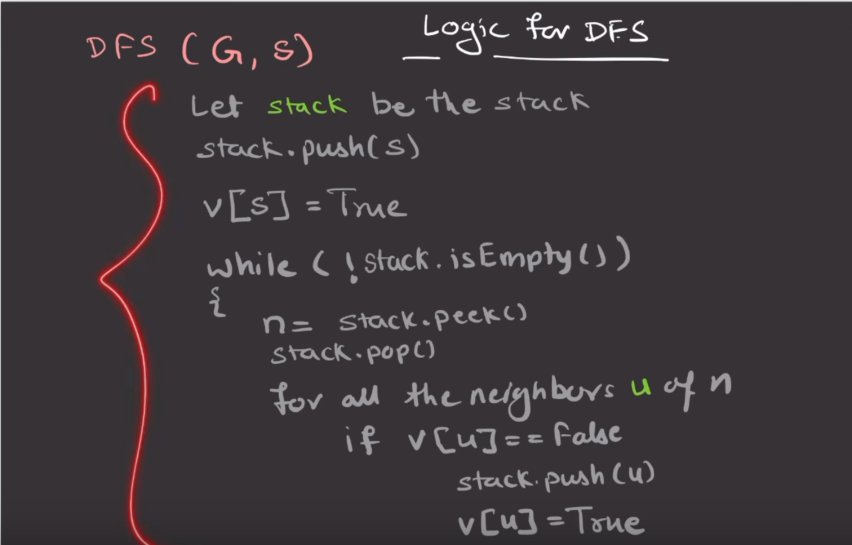 Logic for DFS
DFS (G, S)
Let stack be the stack
stack.push(s)
v[s] = True
while ( ! stack.isEmpty() )
{
n = stack.peek()
stack.pop()
for all the neighbors u of n
if v[u] == false
stack.push(u)
v[u] = True